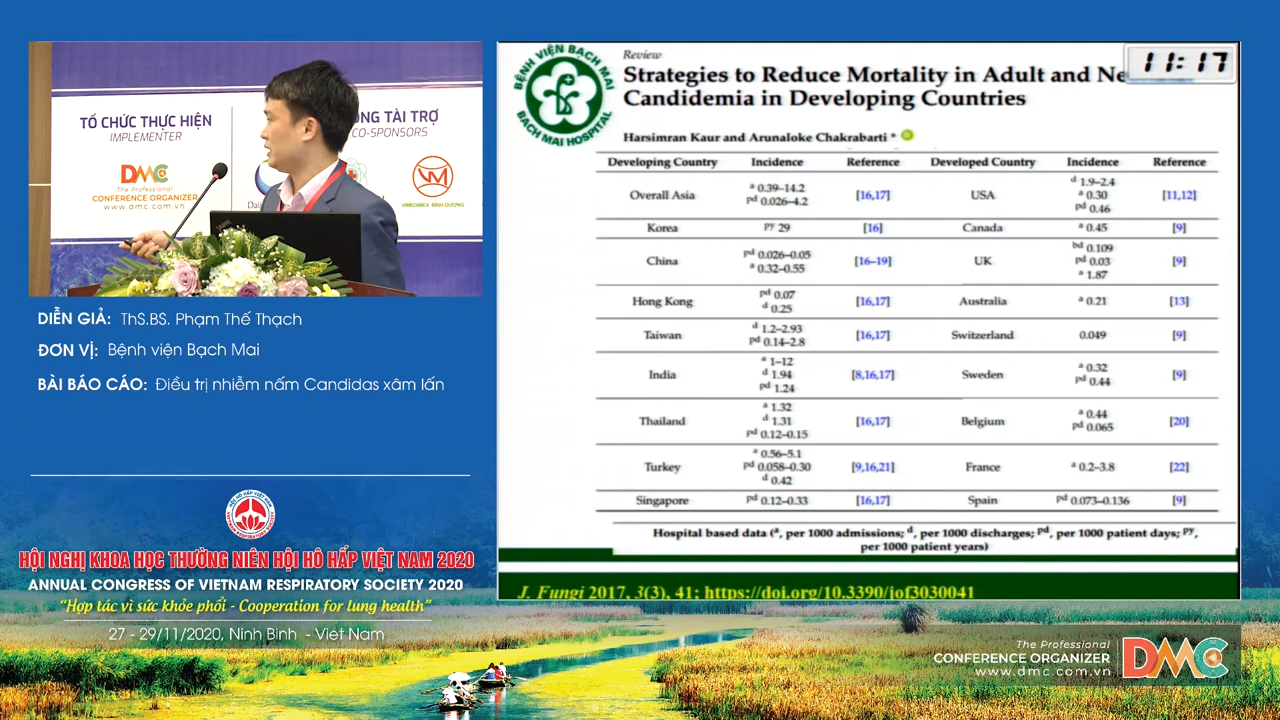 TỔ CHỨC THỰC HIỆN
IMPLEMENTER
DMC
The Professional
CONFERENCE ORGANIZER
www.dmc.com.vn
NG TÀI TRỢ
CO-SPONSORS
VIMEDIMEX BÌNH DƯƠNG
DIỄN GIẢ: ThS.BS. Phạm Thế Thạch
ĐƠN VỊ: Bệnh viện Bạch Mai
BÀI BÁO CÁO: Điều trị nhiễm nấm Candidas xâm lấn
HỘI NGHỊ KHOA HỌC THƯỜNG NIÊN HỘI HÔ HẤP VIỆT NAM 2020
ANNUAL CONGRESS OF VIETNAM RESPIRATORY SOCIETY 2020
“Hợp tác vì sức khỏe phổi - Cooperation for lung health”
27 - 29/11/2020, Ninh Bình - Việt Nam
BỆNH VIỆN BẠCH MAI
BACH MAI HOSPITAL
11:17
Review
Strategies to Reduce Mortality in Adult and Ne
Candidemia in Developing Countries
Harsimran Kaur and Arunaloke Chakrabarti *
Developing Country Incidence Reference Developed Country Incidence Reference
Overall Asia a 0.39–14.2 pd 0.026–4.2 [16,17] USA d 1.9–2.4 a 0.30 pd 0.46 [11,12]
Korea py 29 [16] Canada a 0.45 [9]
China pd 0.026–0.05 a 0.32–0.55 [16–19] UK bd 0.109 pd 0.03 a 1.87 [9]
Hong Kong pd 0.07 d 0.25 [16,17] Australia a 0.21 [13]
Taiwan d 1.2–2.93 pd 0.14–2.8 [16,17] Switzerland 0.049 [9]
India a 1–12 d 1.94 pd 1.24 [8,16,17] Sweden a 0.32 pd 0.44 [9]
Thailand a 1.32 d 1.31 pd 0.12–0.15 [16,17] Belgium a 0.44 pd 0.065 [20]
Turkey a 0.56–5.1 pd 0.058–0.30 d 0.42 [9,16,21] France a 0.2–3.8 [22]
Singapore pd 0.12–0.33 [16,17] Spain pd 0.073–0.136 [9]
Hospital based data (a, per 1000 admissions; d, per 1000 discharges; pd, per 1000 patient days; py,
per 1000 patient years)
J. Fungi 2017, 3(3), 41; https://doi.org/10.3390/jof3030041
The Professional
CONFERENCE ORGANIZER
www.dmc.com.vn
DMC